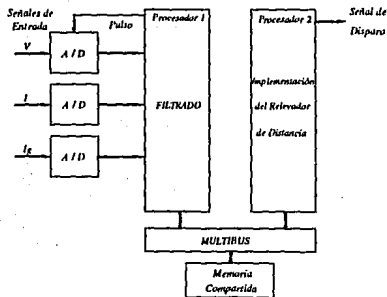 Señales de
Entrada
V
A / D
Pulso
Procesador 1
FILTRADO
I
A / D
Ig
A / D
Procesador 2
Implementación
del Relevador
de Distancia
Señal de
Disparo
MULTIBUS
Memoria
Compartida